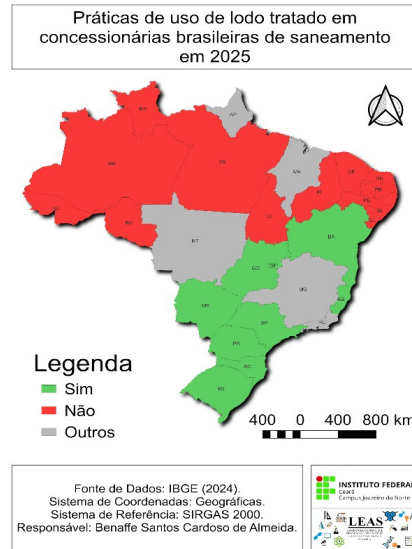 Práticas de uso de lodo tratado em
concessionárias brasileiras de saneamento
em 2025
RR
AP
AM
PA
MA
CE
RN
PB
PI
PE
AC
RO
TO
BA
MT
GO
DF
MG
ES
MS
SP
RJ
PR
SC
RS
Legenda
Sim
Não
Outros
400 0 400 800 km
Fonte de Dados: IBGE (2024).
Sistema de Coordenadas: Geográficas.
Sistema de Referência: SIRGAS 2000.
Responsável: Benaffe Santos Cardoso de Almeida.
INSTITUTO FEDERAL
Ceará
Campus Juazeiro do Norte
LEAS